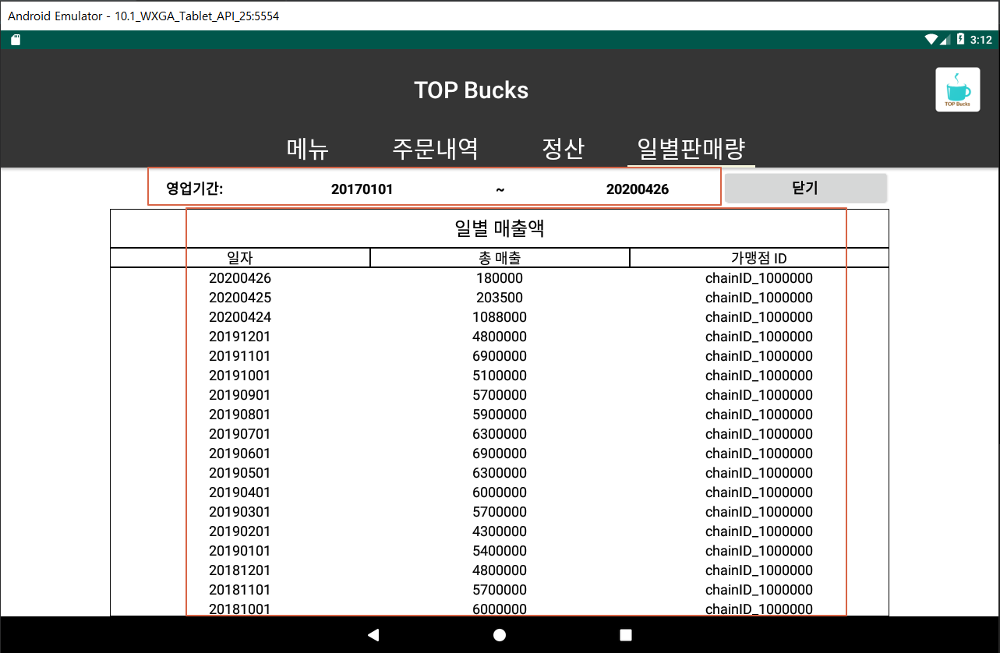 Android Emulator - 10.1_WXGA_Tablet_API_25:5554
3:12
TOP Bucks
TOP Bucks
메뉴 주문내역 정산 일별판매량
영업기간: 20170101 ~ 20200426 닫기
일별 매출액
일자 총 매출 가맹점 ID
20200426 180000 chainID_1000000
20200425 203500 chainID_1000000
20200424 1088000 chainID_1000000
20191201 4800000 chainID_1000000
20191101 6900000 chainID_1000000
20191001 5100000 chainID_1000000
20190901 5700000 chainID_1000000
20190801 5900000 chainID_1000000
20190701 6300000 chainID_1000000
20190601 6900000 chainID_1000000
20190501 6300000 chainID_1000000
20190401 6000000 chainID_1000000
20190301 5700000 chainID_1000000
20190201 4300000 chainID_1000000
20190101 5400000 chainID_1000000
20181201 4800000 chainID_1000000
20181101 5700000 chainID_1000000
20181001 6000000 chainID_1000000